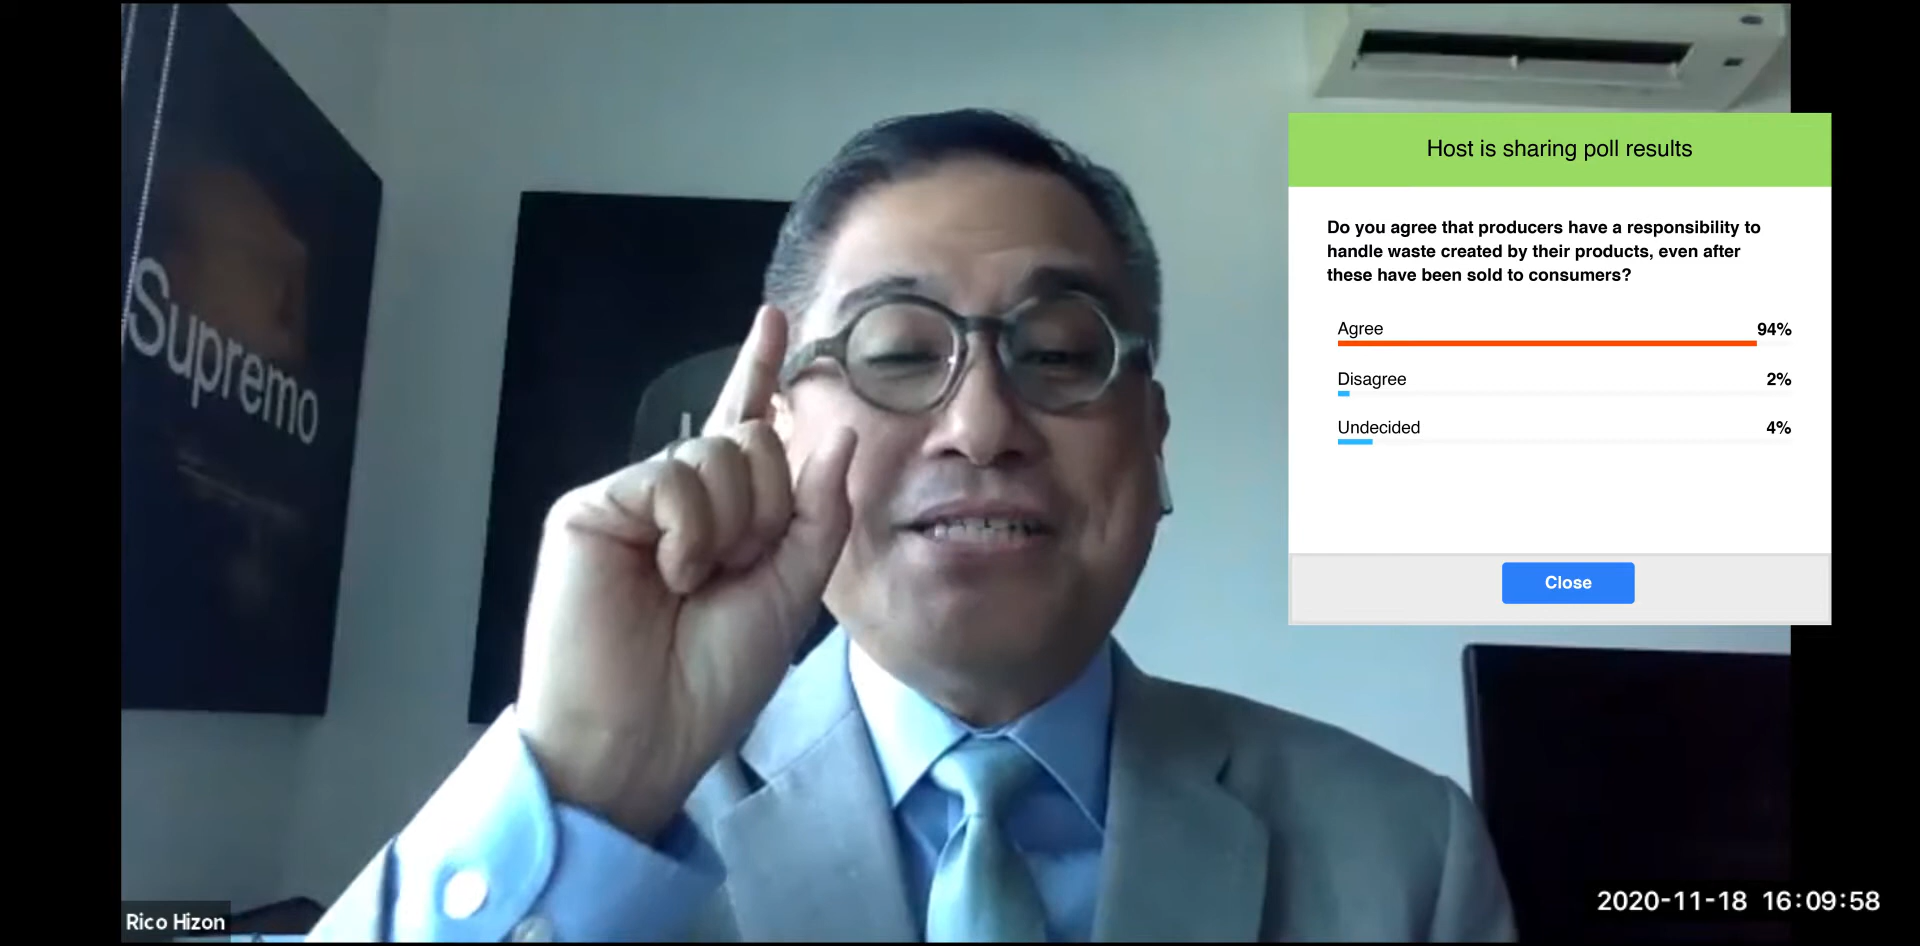 Supremo
Host is sharing poll results
Do you agree that producers have a responsibility to
handle waste created by their products, even after
these have been sold to consumers?
Agree 94%
Disagree 2%
Undecided 4%
Close
Rico Hizon
2020-11-18 16:09:58